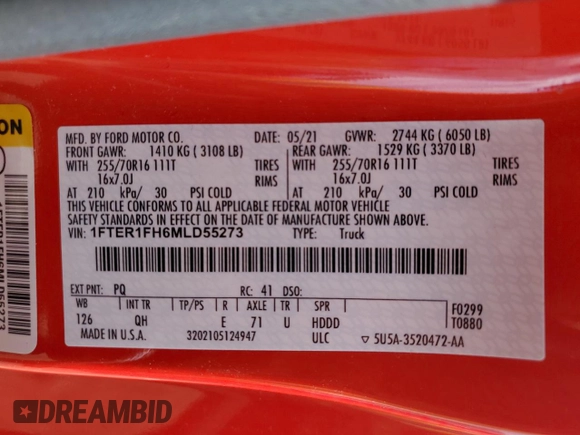 MFD. BY FORD MOTOR CO. DATE: 05/21 GVWR: 2744 KG ( 6050 LB)
FRONT GAWR: 1410 KG ( 3108 LB) REAR GAWR: 1529 KG ( 3370 LB)
255/70R16 111T TIRES 255/70R16 111T TIRES
16x7.0J RIMS 16x7.0J RIMS
AT 210 kPa/ 30 PSI COLD AT 210 kPa/ 30 PSI COLD
THIS VEHICLE CONFORMS TO ALL APPLICABLE FEDERAL MOTOR VEHICLE
SAFETY STANDARDS IN EFFECT ON THE DATE OF MANUFACTURE SHOWN ABOVE.
VIN: 1FTER1FH6MLD55273 TYPE: Truck
EXT PNT: PQ RC: 41 DSO:
WB INT TR TP/PS R AXLE TR SPR F0299
126 QH E 71 U HDDD T0880
MADE IN U.S.A. 3202105124947 ULC ▽ 5U5A-3520472-AA
ON
DREAMBID